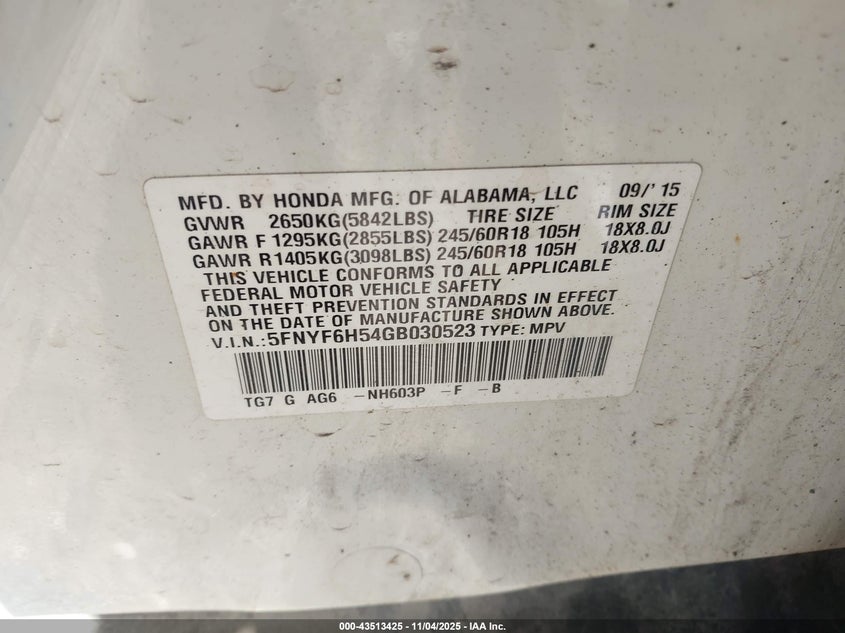 MFD. BY HONDA MFG. OF ALABAMA, LLC 09/'15
GVWR 2650KG(5842LBS) TIRE SIZE RIM SIZE
GAWR F 1295KG(2855LBS) 245/60R18 105H 18X8.0J
GAWR R1405KG(3098LBS) 245/60R18 105H 18X8.0J
THIS VEHICLE CONFORMS TO ALL APPLICABLE
FEDERAL MOTOR VEHICLE SAFETY
AND THEFT PREVENTION STANDARDS IN EFFECT
ON THE DATE OF MANUFACTURE SHOWN ABOVE.
V.I.N.:5FNYF6H54GB030523 TYPE: MPV
TG7 G AG6 -NH603P -F -B
000-43513425 - 11/04/2025 - IAA Inc.